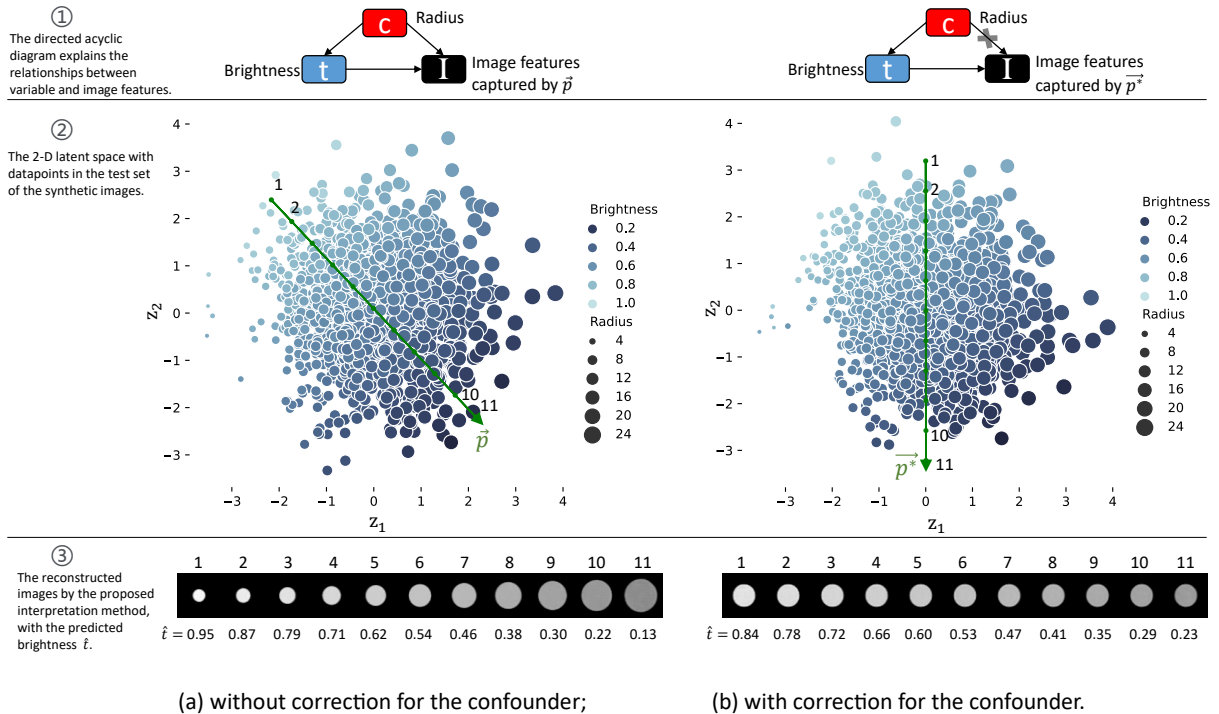 ①
The directed acyclic
diagram explains the
relationships between
variable and image features.
c
Radius
Brightness
t
I
Image features
captured by p⃗
c
Radius
Brightness
t
I
Image features
captured by p*⃗
②
The 2-D latent space with
datapoints in the test set
of the synthetic images.
4
3
2
1
0
−1
−2
−3
z₂
−3 −2 −1 0 1 2 3 4
z₁
1
2
10
11
p⃗
Brightness
0.2
0.4
0.6
0.8
1.0
Radius
4
8
12
16
20
24
4
3
2
1
0
−1
−2
−3
z₂
−3 −2 −1 0 1 2 3 4
z₁
1
2
10
11
p*⃗
Brightness
0.2
0.4
0.6
0.8
1.0
Radius
4
8
12
16
20
24
③
The reconstructed
images by the proposed
interpretation method,
with the predicted
brightness t̂.
1 2 3 4 5 6 7 8 9 10 11
t̂ = 0.95 0.87 0.79 0.71 0.62 0.54 0.46 0.38 0.30 0.22 0.13
1 2 3 4 5 6 7 8 9 10 11
t̂ = 0.84 0.78 0.72 0.66 0.60 0.53 0.47 0.41 0.35 0.29 0.23
(a) without correction for the confounder;
(b) with correction for the confounder.